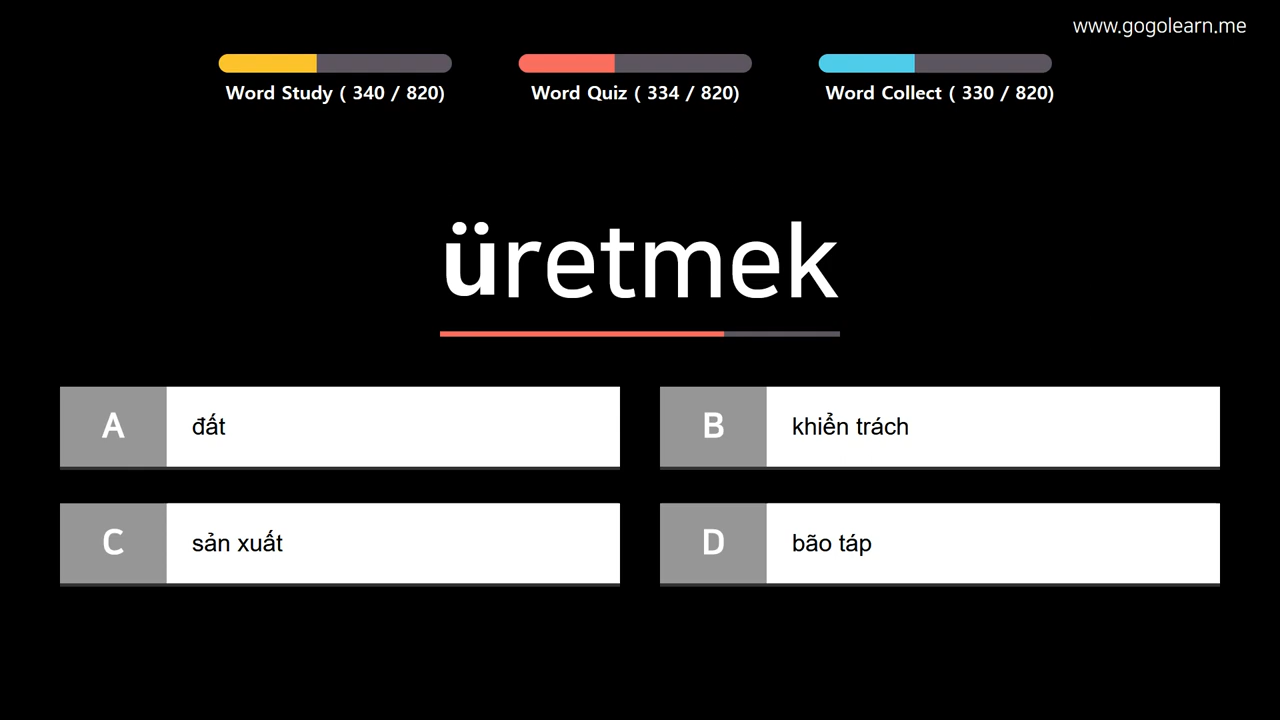 www.gogolearn.me
Word Study ( 340 / 820)
Word Quiz ( 334 / 820)
Word Collect ( 330 / 820)
üretmek
A đất
B khiển trách
C sản xuất
D bão táp